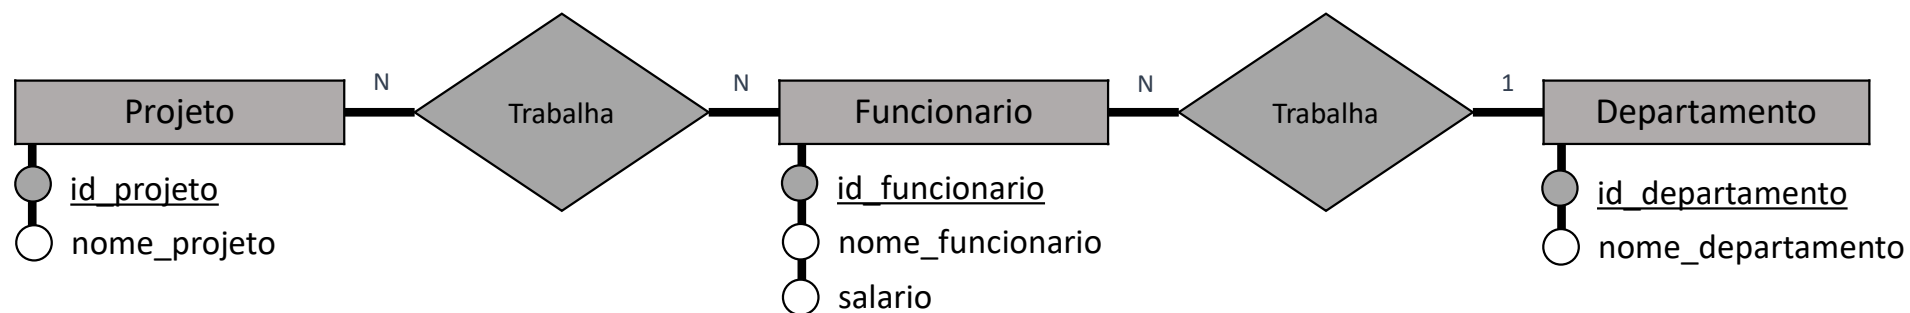 N
N
N
1
Projeto
Trabalha
Funcionario
Trabalha
Departamento
id_projeto
nome_projeto
id_funcionario
nome_funcionario
salario
id_departamento
nome_departamento